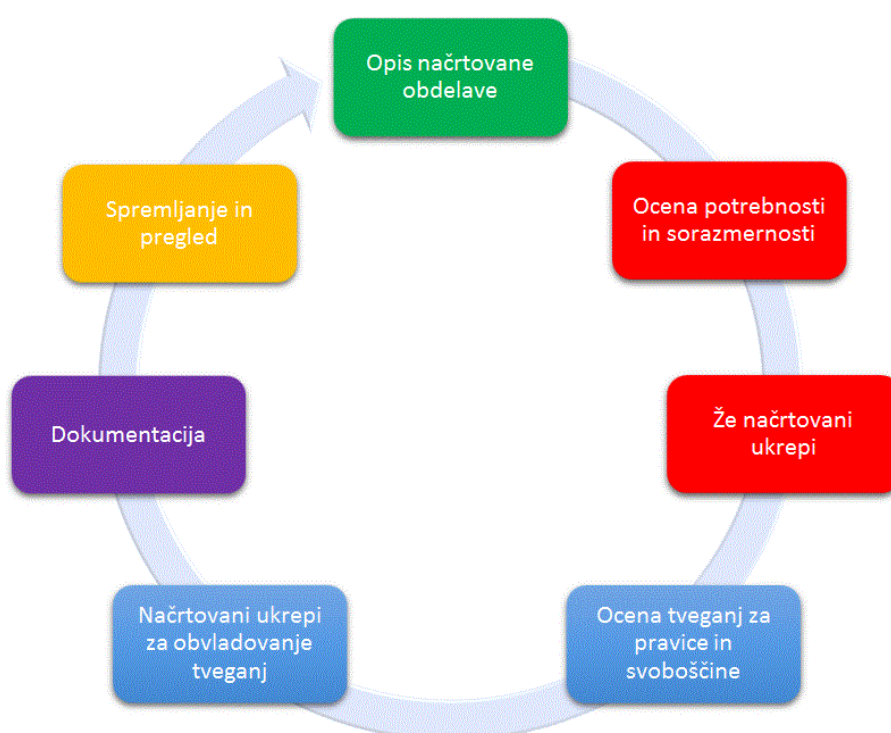 Opis načrtovane
obdelave
Ocena potrebnosti
in sorazmernosti
Že načrtovani
ukrepi
Ocena tveganj za
pravice in
svoboščine
Načrtovani ukrepi
za obvladovanje
tveganj
Dokumentacija
Spremljanje in
pregled